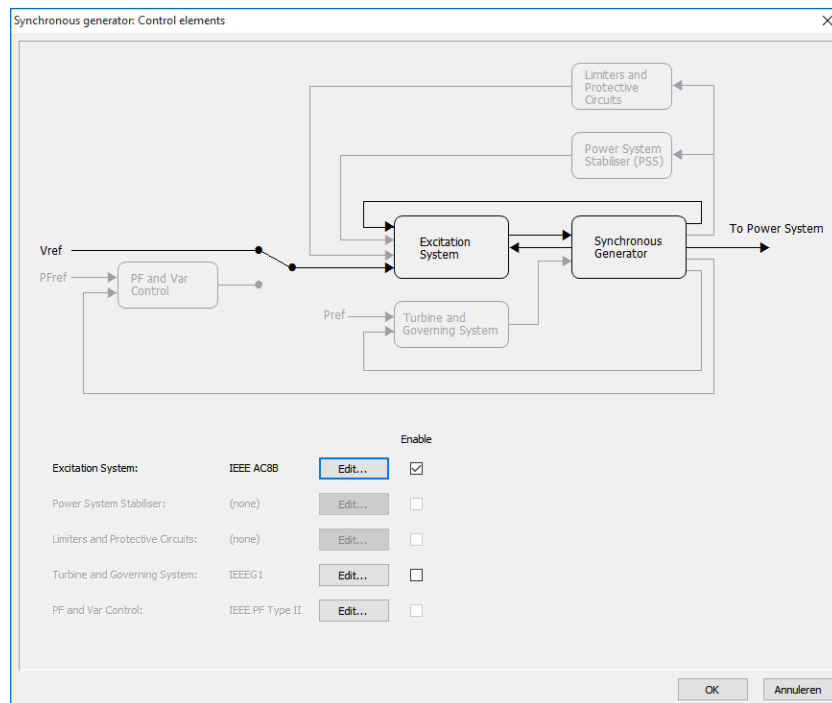 Synchronous generator: Control elements
Limiters and
Protective
Circuits
Power System
Stabiliser (PSS)
To Power System
Vref
Excitation
System
Synchronous
Generator
PFref
PF and Var
Control
Pref
Turbine and
Governing System
Enable
Excitation System: IEEE AC8B Edit...
Power System Stabiliser: (none) Edit...
Limiters and Protective Circuits: (none) Edit...
Turbine and Governing System: IEEEG1 Edit...
PF and Var Control: IEEE PF Type II Edit...
OK Annuleren